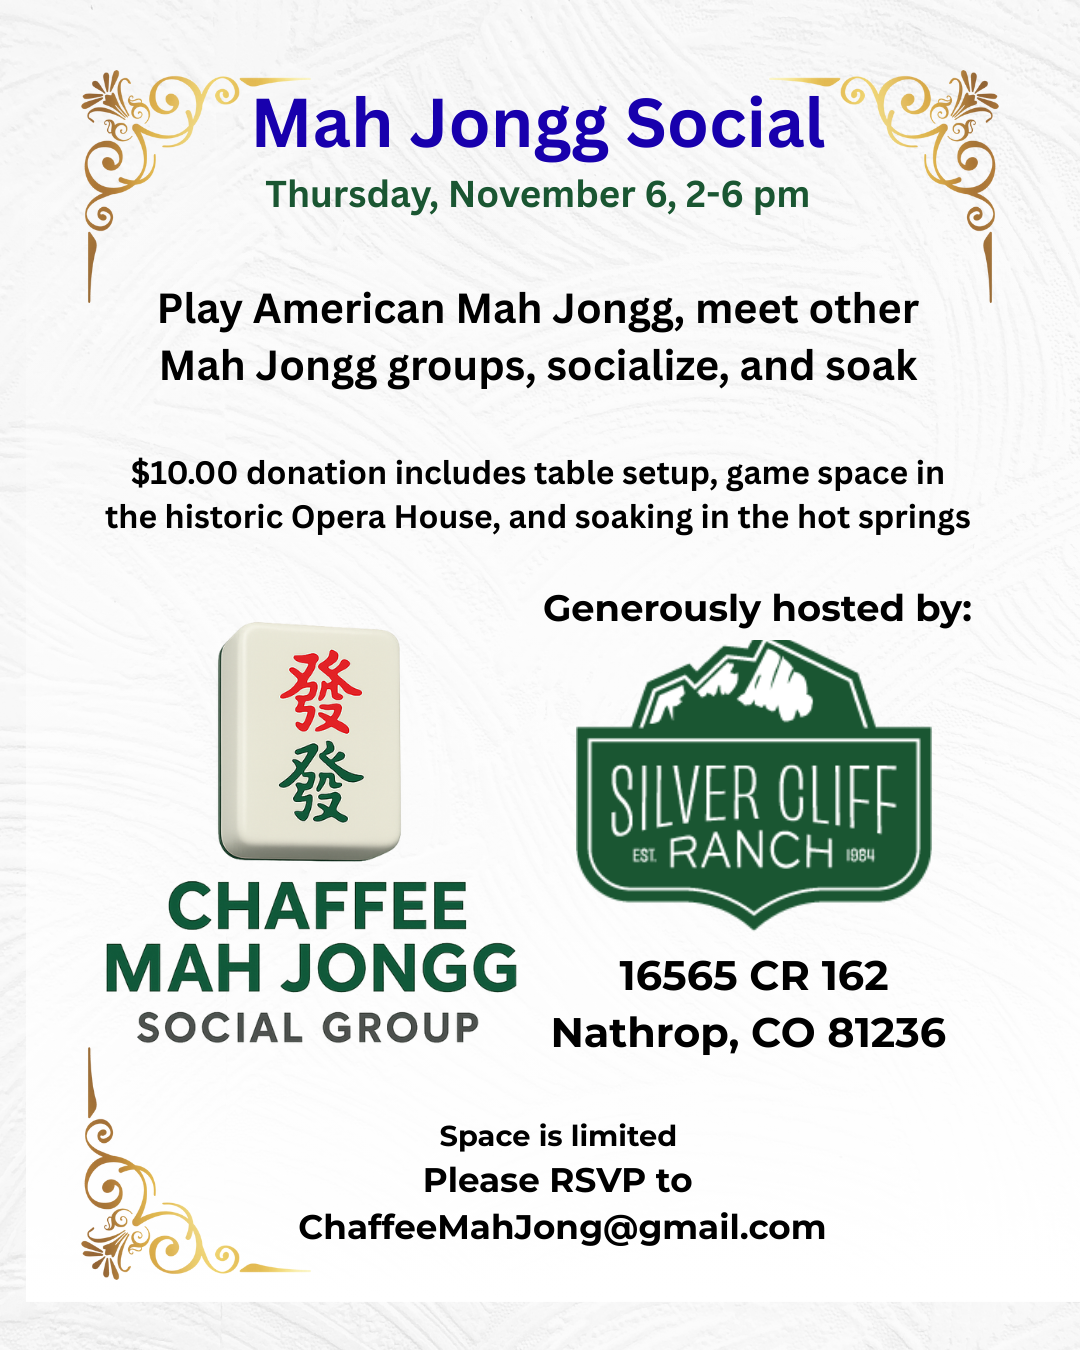 Mah Jongg Social
Thursday, November 6, 2-6 pm
Play American Mah Jongg, meet other
Mah Jongg groups, socialize, and soak
$10.00 donation includes table setup, game space in
the historic Opera House, and soaking in the hot springs
Generously hosted by:
發
發
CHAFFEE
MAH JONGG
SOCIAL GROUP
SILVER CLIFF
EST. RANCH 1984
16565 CR 162
Nathrop, CO 81236
Space is limited
Please RSVP to
ChaffeeMahJong@gmail.com